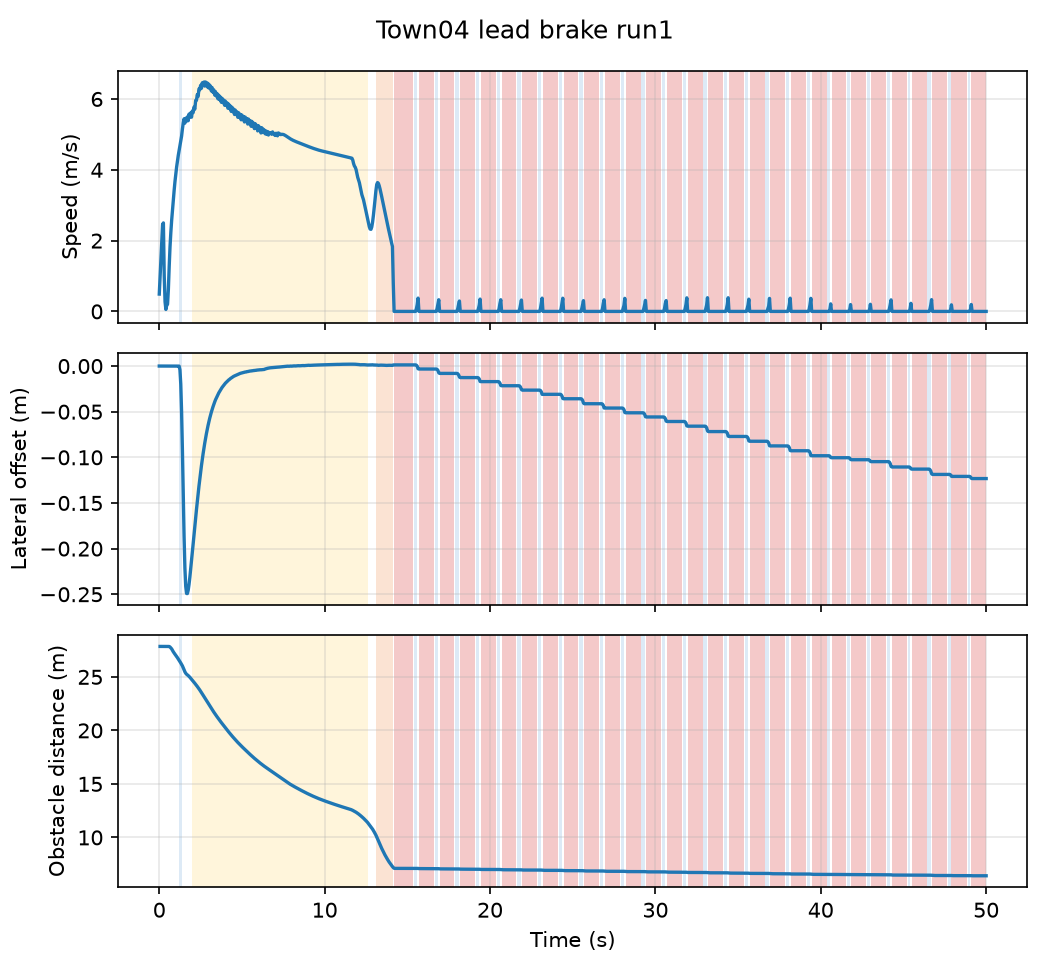 Town04 lead brake run1
Speed (m/s)
6
4
2
0
Lateral offset (m)
0.00
−0.05
−0.10
−0.15
−0.20
−0.25
Obstacle distance (m)
25
20
15
10
0 10 20 30 40 50
Time (s)